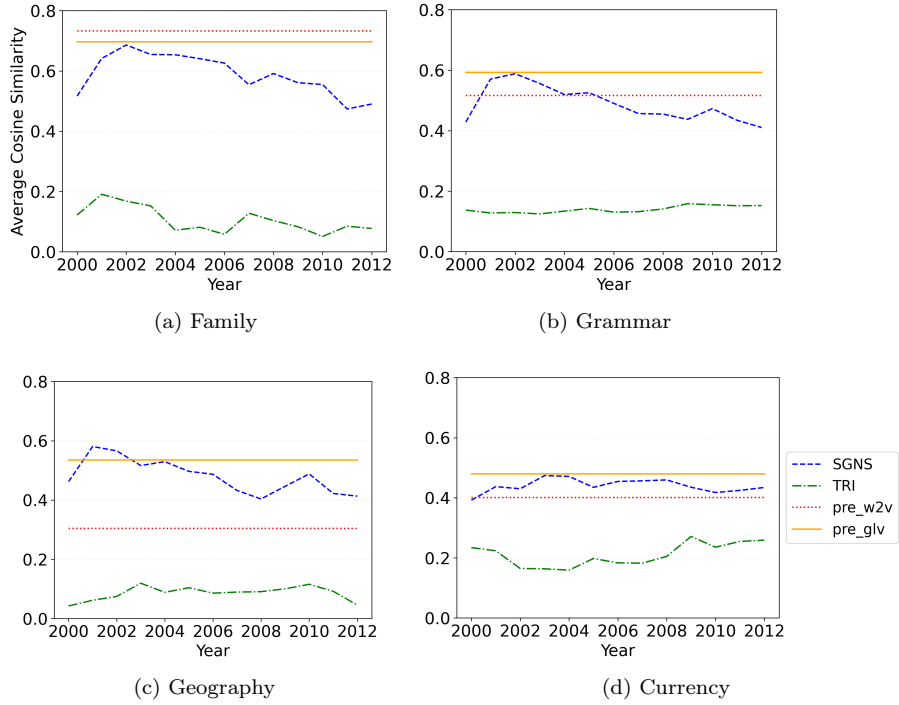 0.8
0.6
0.4
0.2
0.0
Average Cosine Similarity
2000 2002 2004 2006 2008 2010 2012
Year
(a) Family
0.8
0.6
0.4
0.2
0.0
2000 2002 2004 2006 2008 2010 2012
Year
(b) Grammar
0.8
0.6
0.4
0.2
0.0
2000 2002 2004 2006 2008 2010 2012
Year
(c) Geography
0.8
0.6
0.4
0.2
0.0
2000 2002 2004 2006 2008 2010 2012
Year
(d) Currency
SGNS
TRI
pre_w2v
pre_glv